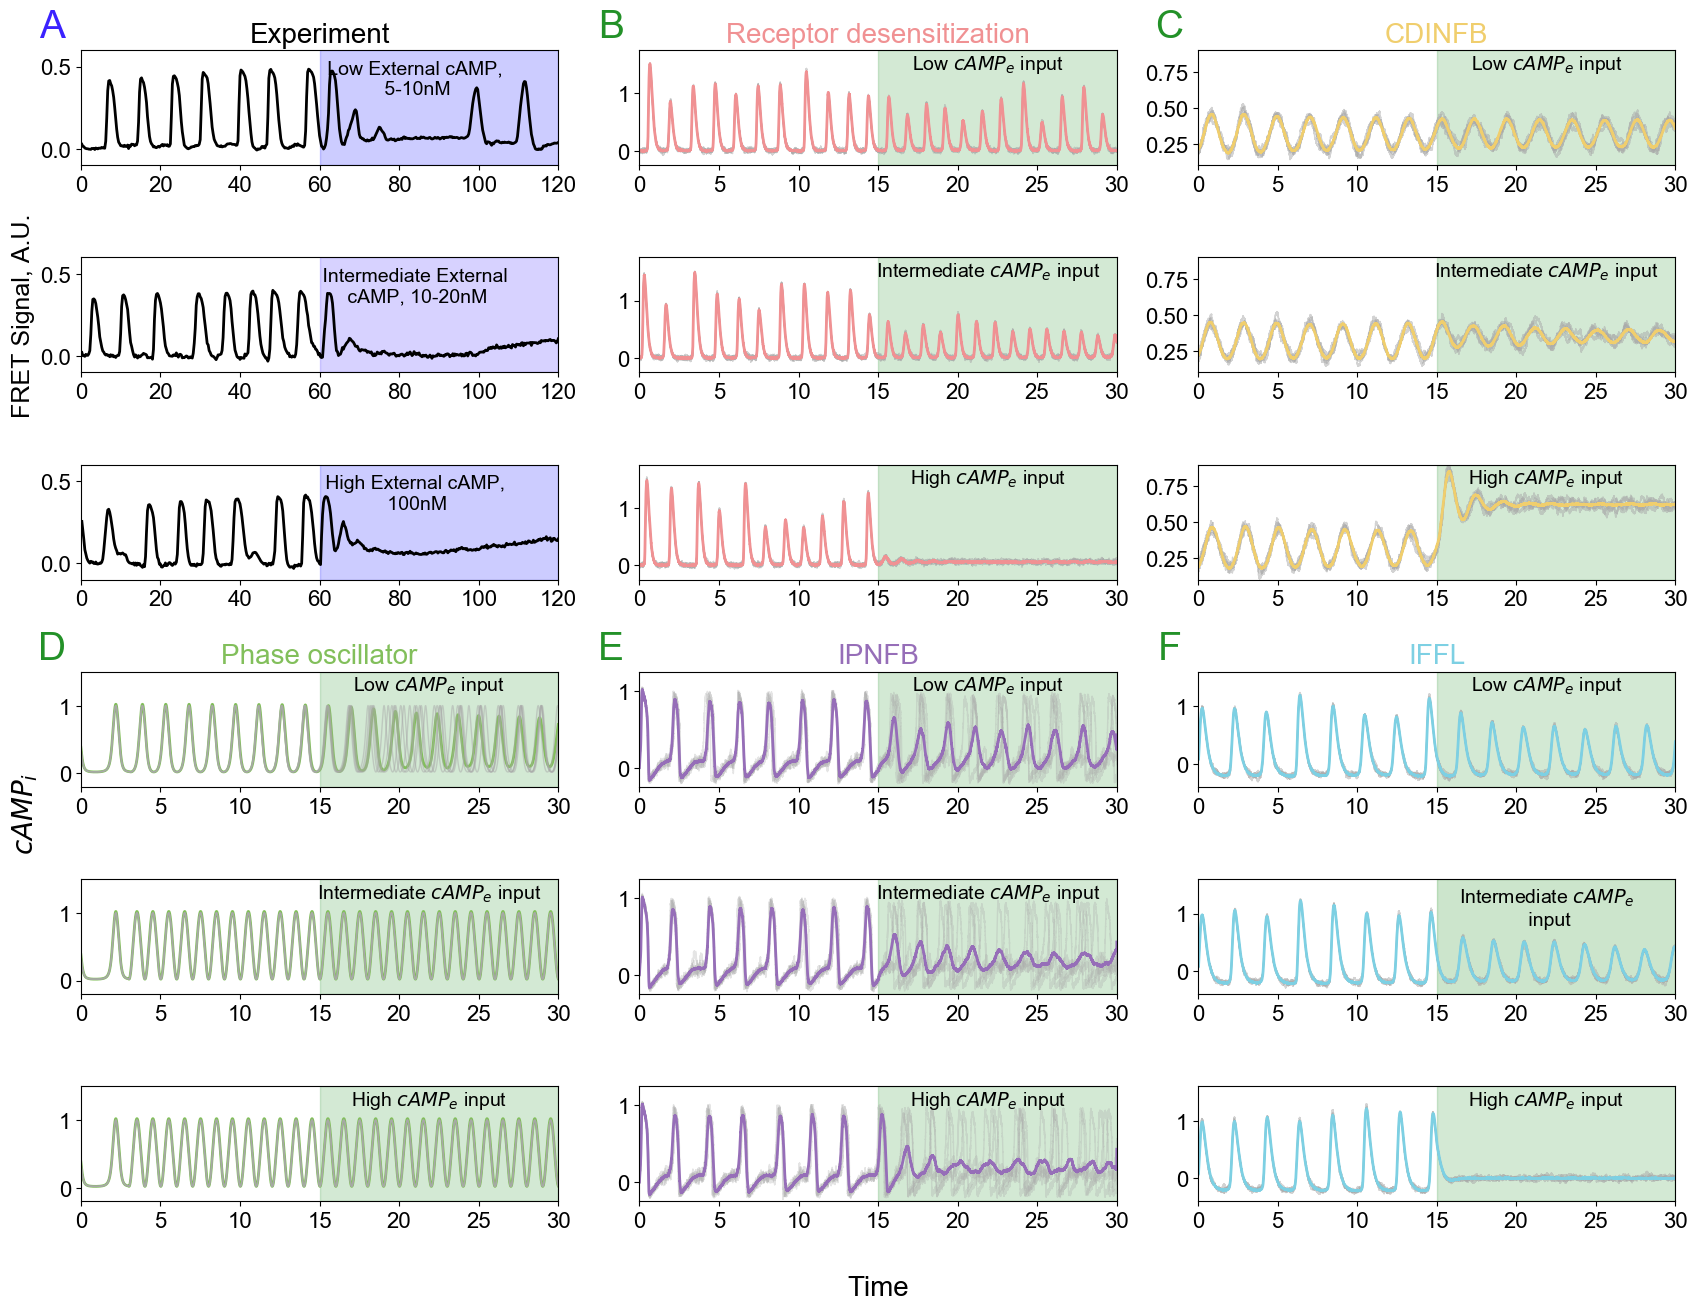 A
Experiment
B
Receptor desensitization
C
CDINFB
FRET Signal, A.U.
0.5
0.0
Low External cAMP,
5-10nM
0 20 40 60 80 100 120
1
0
Low cAMPₑ input
0 5 10 15 20 25 30
0.75
0.50
0.25
Low cAMPₑ input
0 5 10 15 20 25 30
0.5
0.0
Intermediate External
cAMP, 10-20nM
0 20 40 60 80 100 120
1
0
Intermediate cAMPₑ input
0 5 10 15 20 25 30
0.75
0.50
0.25
Intermediate cAMPₑ input
0 5 10 15 20 25 30
0.5
0.0
High External cAMP,
100nM
0 20 40 60 80 100 120
1
0
High cAMPₑ input
0 5 10 15 20 25 30
0.75
0.50
0.25
High cAMPₑ input
0 5 10 15 20 25 30
D
Phase oscillator
E
IPNFB
F
IFFL
cAMPᵢ
1
0
Low cAMPₑ input
0 5 10 15 20 25 30
1
0
Low cAMPₑ input
0 5 10 15 20 25 30
1
0
Low cAMPₑ input
0 5 10 15 20 25 30
1
0
Intermediate cAMPₑ input
0 5 10 15 20 25 30
1
0
Intermediate cAMPₑ input
0 5 10 15 20 25 30
1
0
Intermediate cAMPₑ
input
0 5 10 15 20 25 30
1
0
High cAMPₑ input
0 5 10 15 20 25 30
1
0
High cAMPₑ input
0 5 10 15 20 25 30
1
0
High cAMPₑ input
0 5 10 15 20 25 30
Time